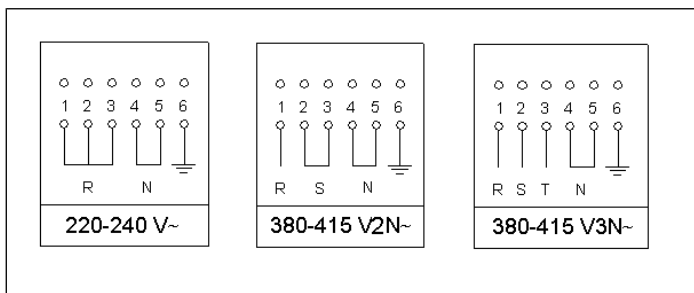 1 2 3 4 5 6
R N
220-240 V~
1 2 3 4 5 6
R S N
380-415 V2N~
1 2 3 4 5 6
R S T N
380-415 V3N~